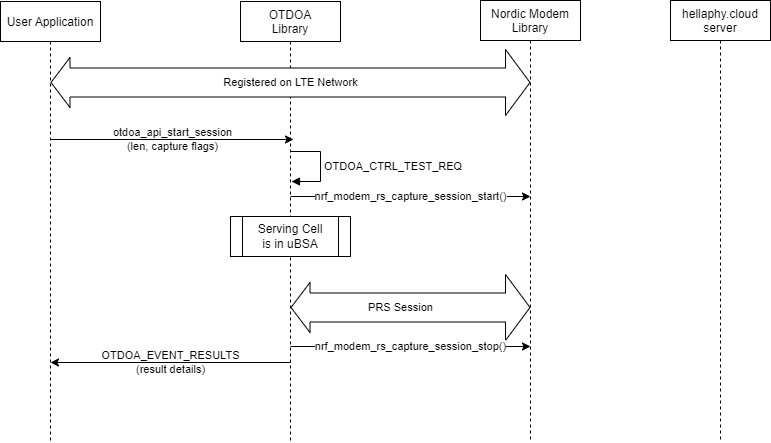 User Application
OTDOA
Library
Nordic Modem
Library
hellaphy.cloud
server
Registered on LTE Network
otdoa_api_start_session
(len, capture flags)
OTDOA_CTRL_TEST_REQ
nrf_modem_rs_capture_session_start()
Serving Cell
is in uBSA
PRS Session
nrf_modem_rs_capture_session_stop()
OTDOA_EVENT_RESULTS
(result details)